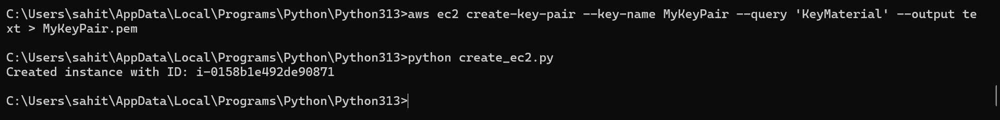 C:\Users\sahit\AppData\Local\Programs\Python\Python313>aws ec2 create-key-pair --key-name MyKeyPair --query 'KeyMaterial' --output te
xt > MyKeyPair.pem
C:\Users\sahit\AppData\Local\Programs\Python\Python313>python create_ec2.py
Created instance with ID: i-0158b1e492de90871
C:\Users\sahit\AppData\Local\Programs\Python\Python313>